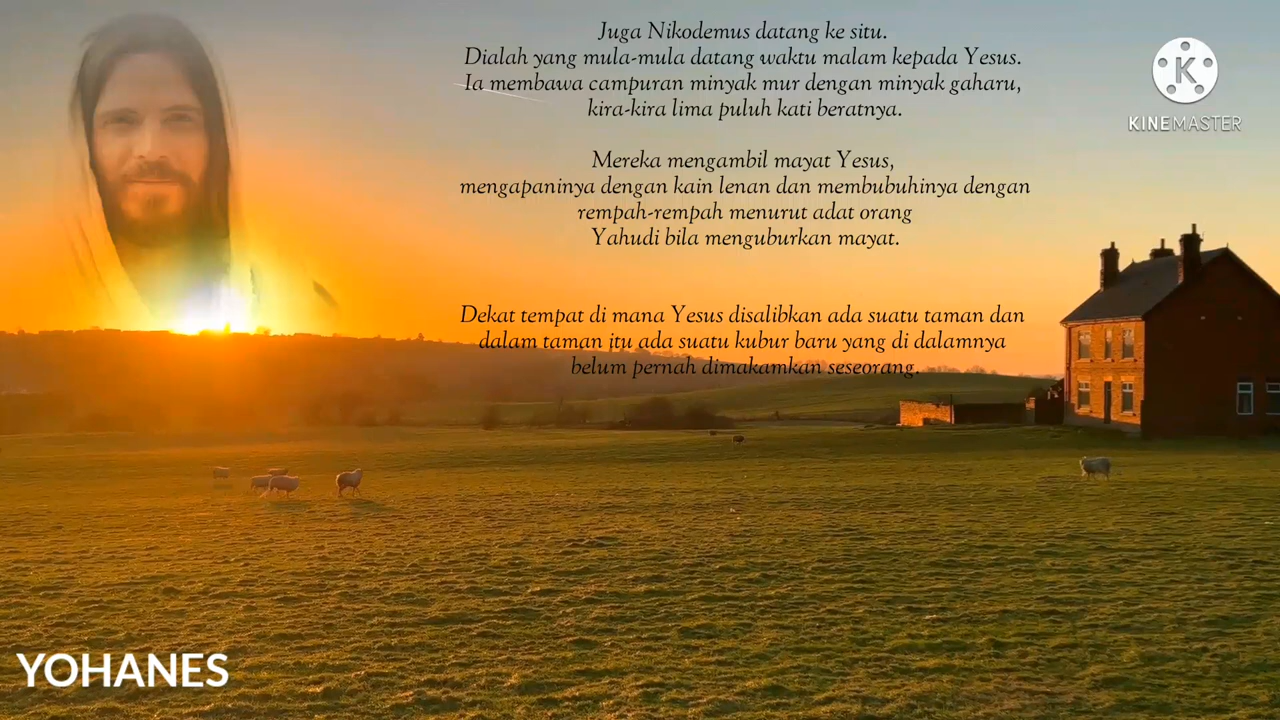 Juga Nikodemus datang ke situ.
Dialah yang mula-mula datang waktu malam kepada Yesus.
Ia membawa campuran minyak mur dengan minyak gaharu,
kira-kira lima puluh kati beratnya.
Mereka mengambil mayat Yesus,
mengapaninya dengan kain lenan dan membubuhinya dengan
rempah-rempah menurut adat orang
Yahudi bila menguburkan mayat.
Dekat tempat di mana Yesus disalibkan ada suatu taman dan
dalam taman itu ada suatu kubur baru yang di dalamnya
belum pernah dimakamkan seseorang.
K
KINEMASTER
YOHANES